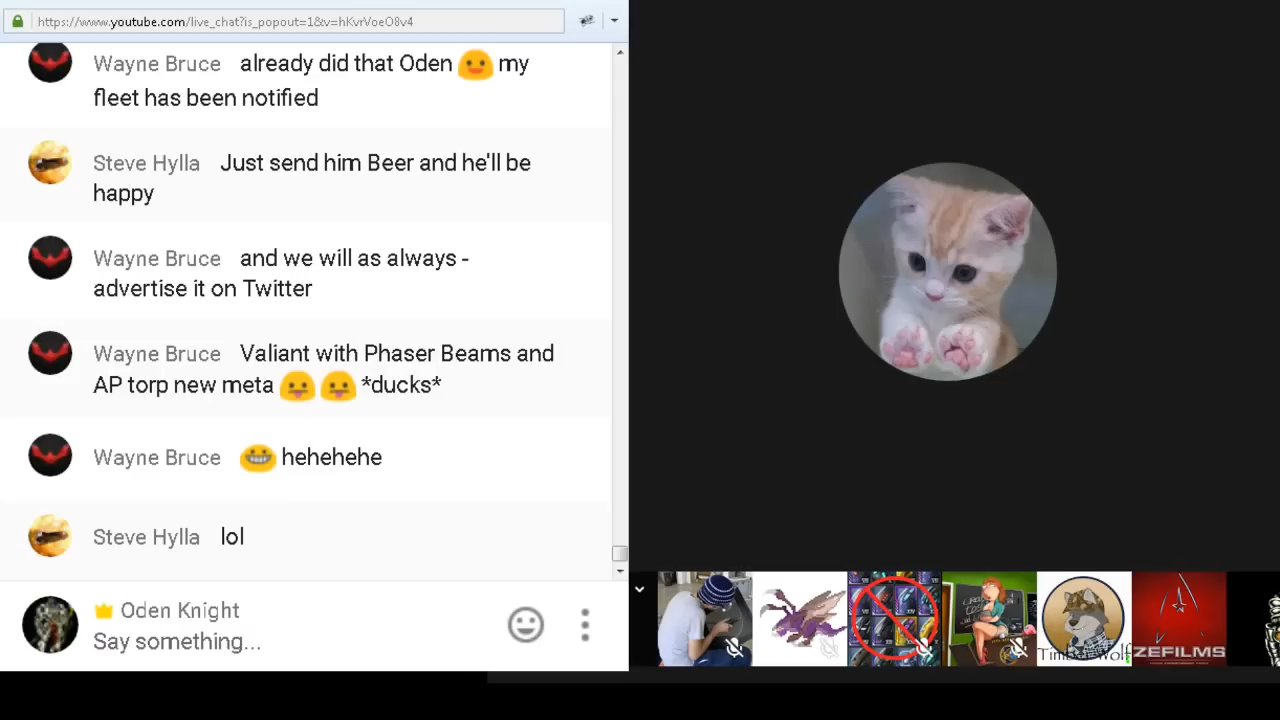 https://www.youtube.com/live_chat?is_popout=1&v=hKvrVoeO8v4
Wayne Bruce already did that Oden my
fleet has been notified
Steve Hylla Just send him Beer and he'll be
happy
Wayne Bruce and we will as always -
advertise it on Twitter
Wayne Bruce Valiant with Phaser Beams and
AP torp new meta *ducks*
Wayne Bruce hehehehe
Steve Hylla lol
Oden Knight
Say something...
ZEFILMS